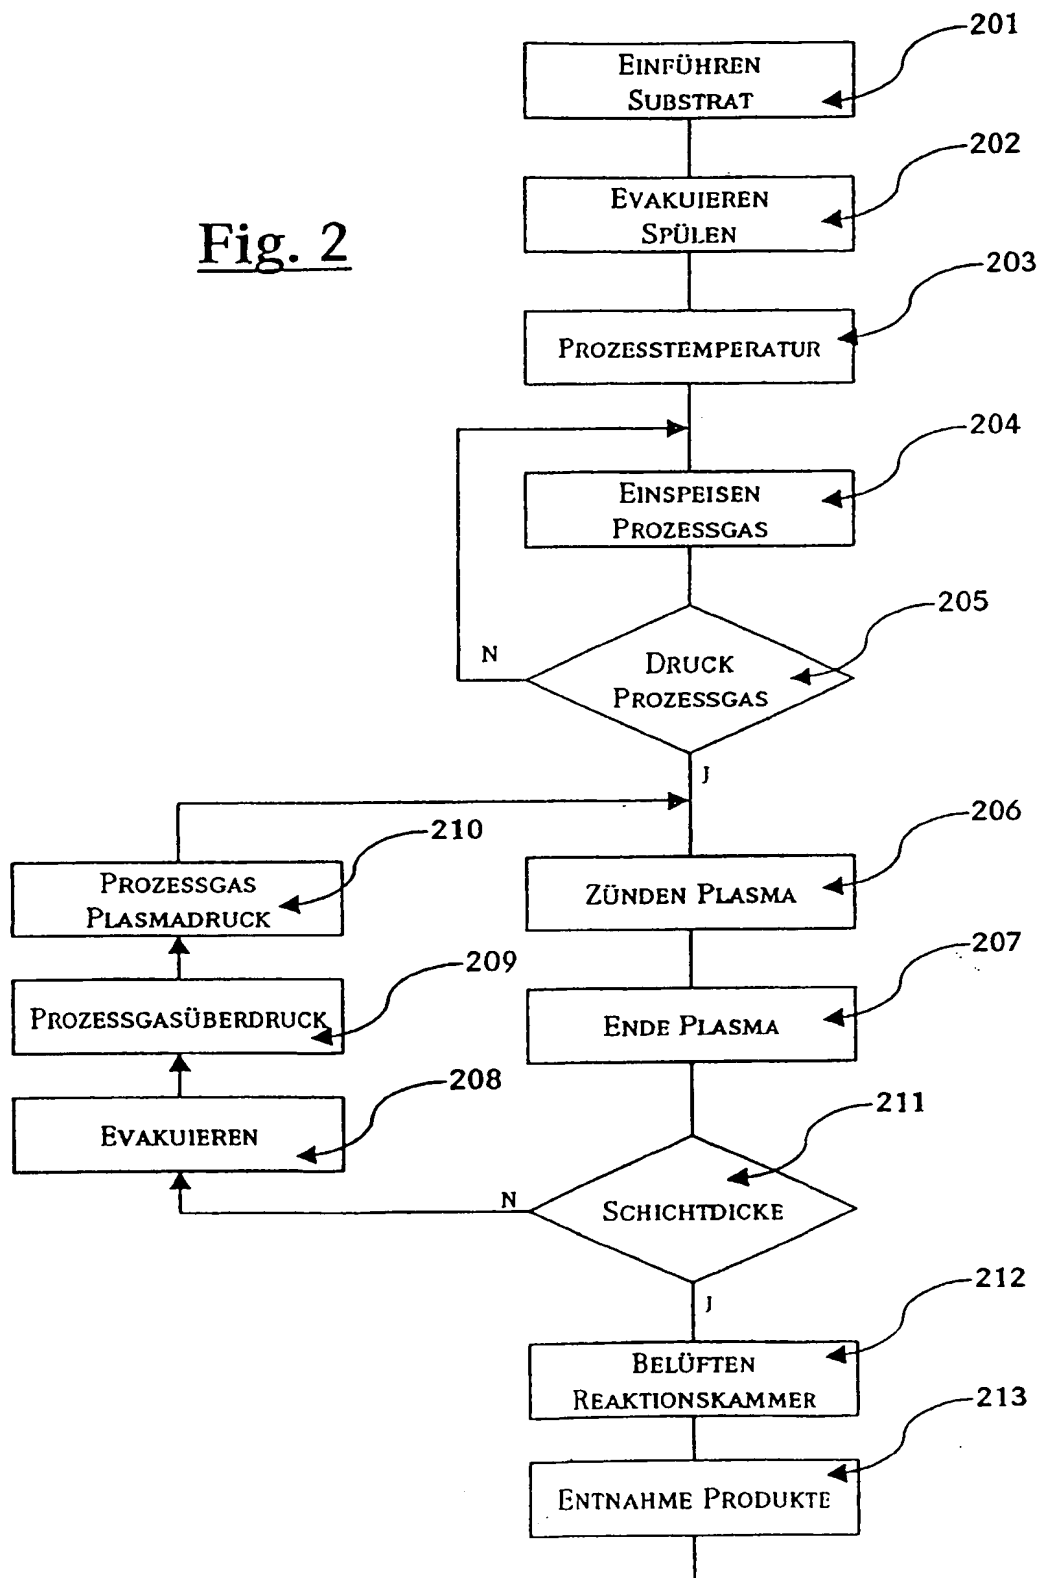 201
EINFÜHREN
SUBSTRAT
202
EVAKUIEREN
SPÜLEN
Fig. 2
203
PROZESSTEMPERATUR
204
EINSPEISEN
PROZESSGAS
205
N
DRUCK
PROZESSGAS
J
206
210
PROZESSGAS
PLASMADRUCK
ZÜNDEN PLASMA
207
209
PROZESSGASÜBERDRUCK
ENDE PLASMA
208
211
EVAKUIEREN
N
SCHICHTDICKE
J
212
BELÜFTEN
REAKTIONSKAMMER
213
ENTNAHME PRODUKTE